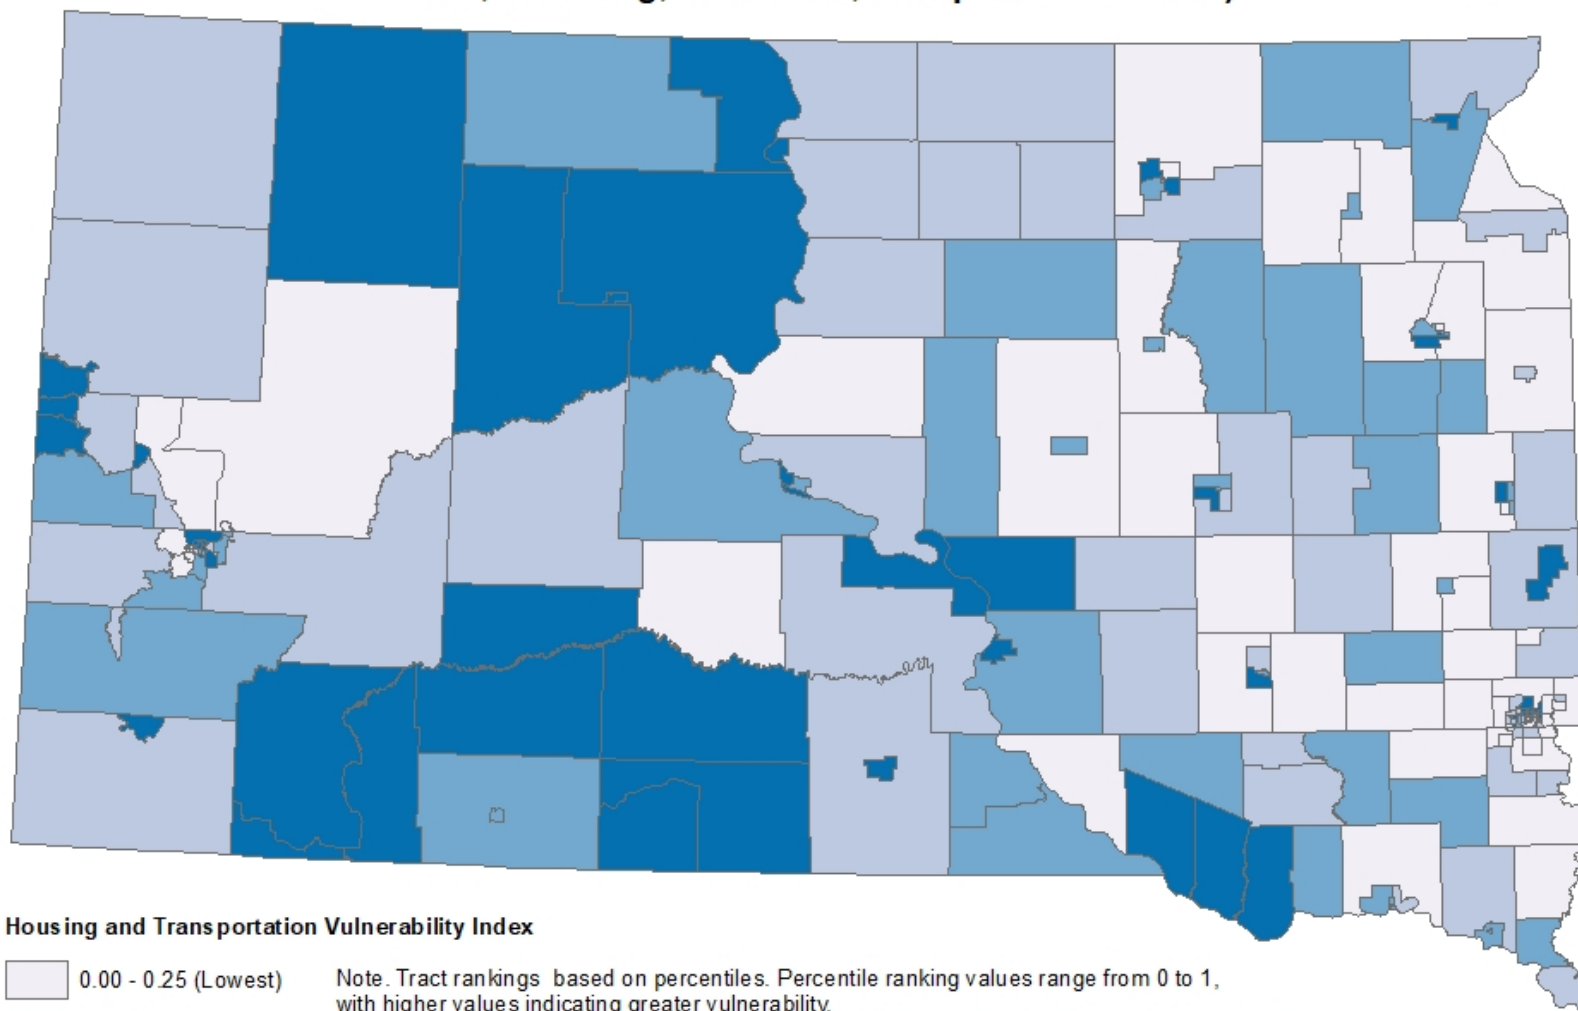 Housing and Transportation Vulnerability Index
0.00 - 0.25 (Lowest)
Note. Tract rankings based on percentiles. Percentile ranking values range from 0 to 1,
with higher values indicating greater vulnerability.